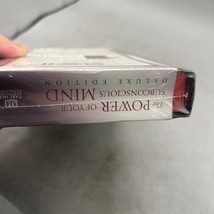 The POWER OF YOUR
SUBCONSCIOUS MIND
DELUXE EDITION